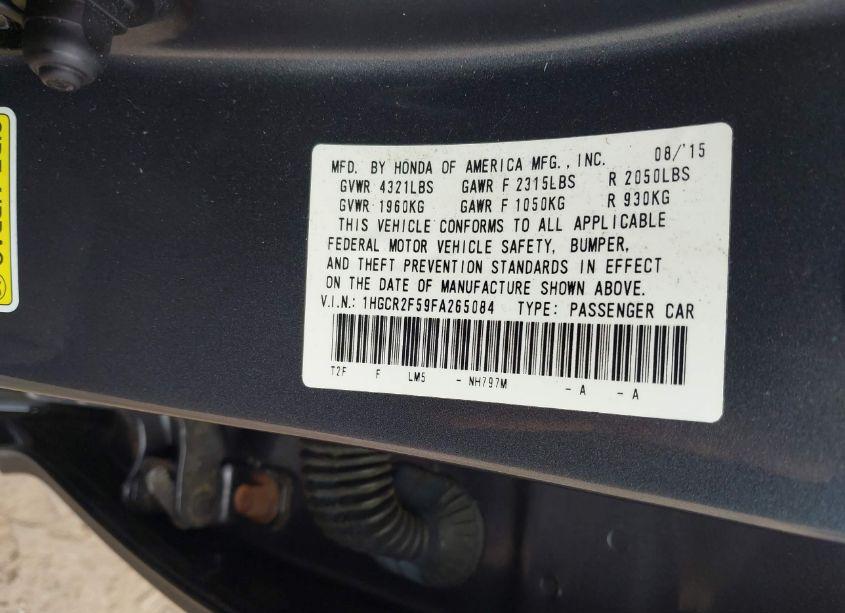 MFD. BY HONDA OF AMERICA MFG., INC. 08/'15
GVWR 4321LBS GAWR F 2315LBS R 2050LBS
GVWR 1960KG GAWR F 1050KG R 930KG
THIS VEHICLE CONFORMS TO ALL APPLICABLE
FEDERAL MOTOR VEHICLE SAFETY, BUMPER,
AND THEFT PREVENTION STANDARDS IN EFFECT
ON THE DATE OF MANUFACTURE SHOWN ABOVE.
V.I.N.: 1HGCR2F59FA265084 TYPE: PASSENGER CAR
T2F F LM5 - NH797M - A - A